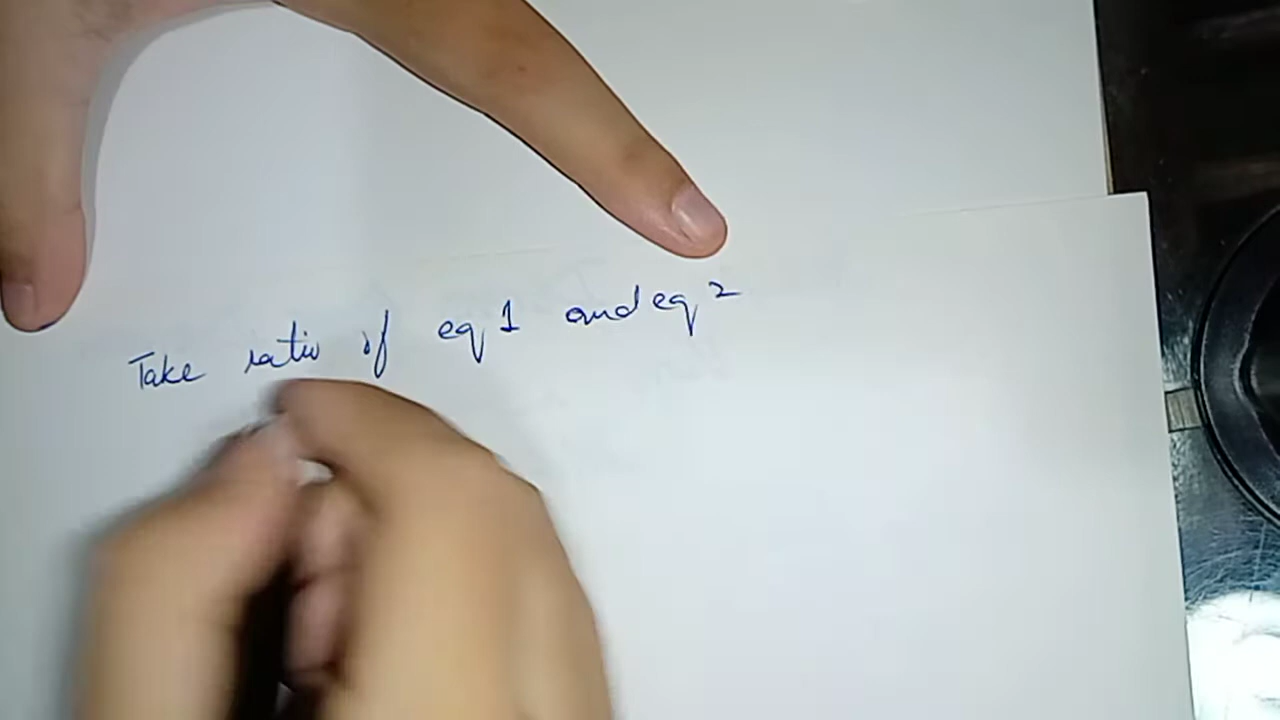 Take ratio of eq 1 and eq 2